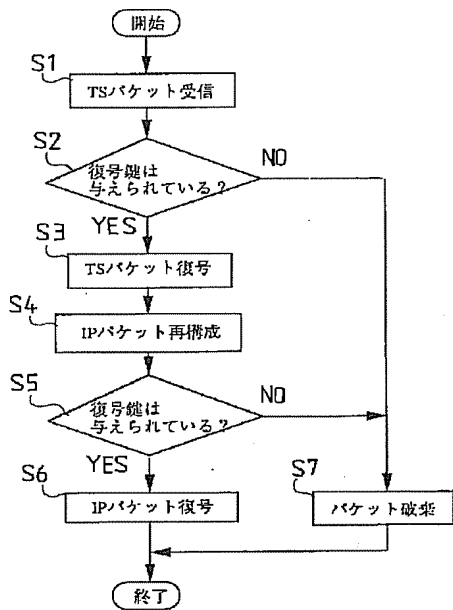 開始
S1
TSパケット受信
S2
復号鍵は
与えられている?
NO
YES
S3
TSパケット復号
S4
IPパケット再構成
S5
復号鍵は
与えられている?
NO
YES
S6
IPパケット復号
S7
パケット破棄
終了